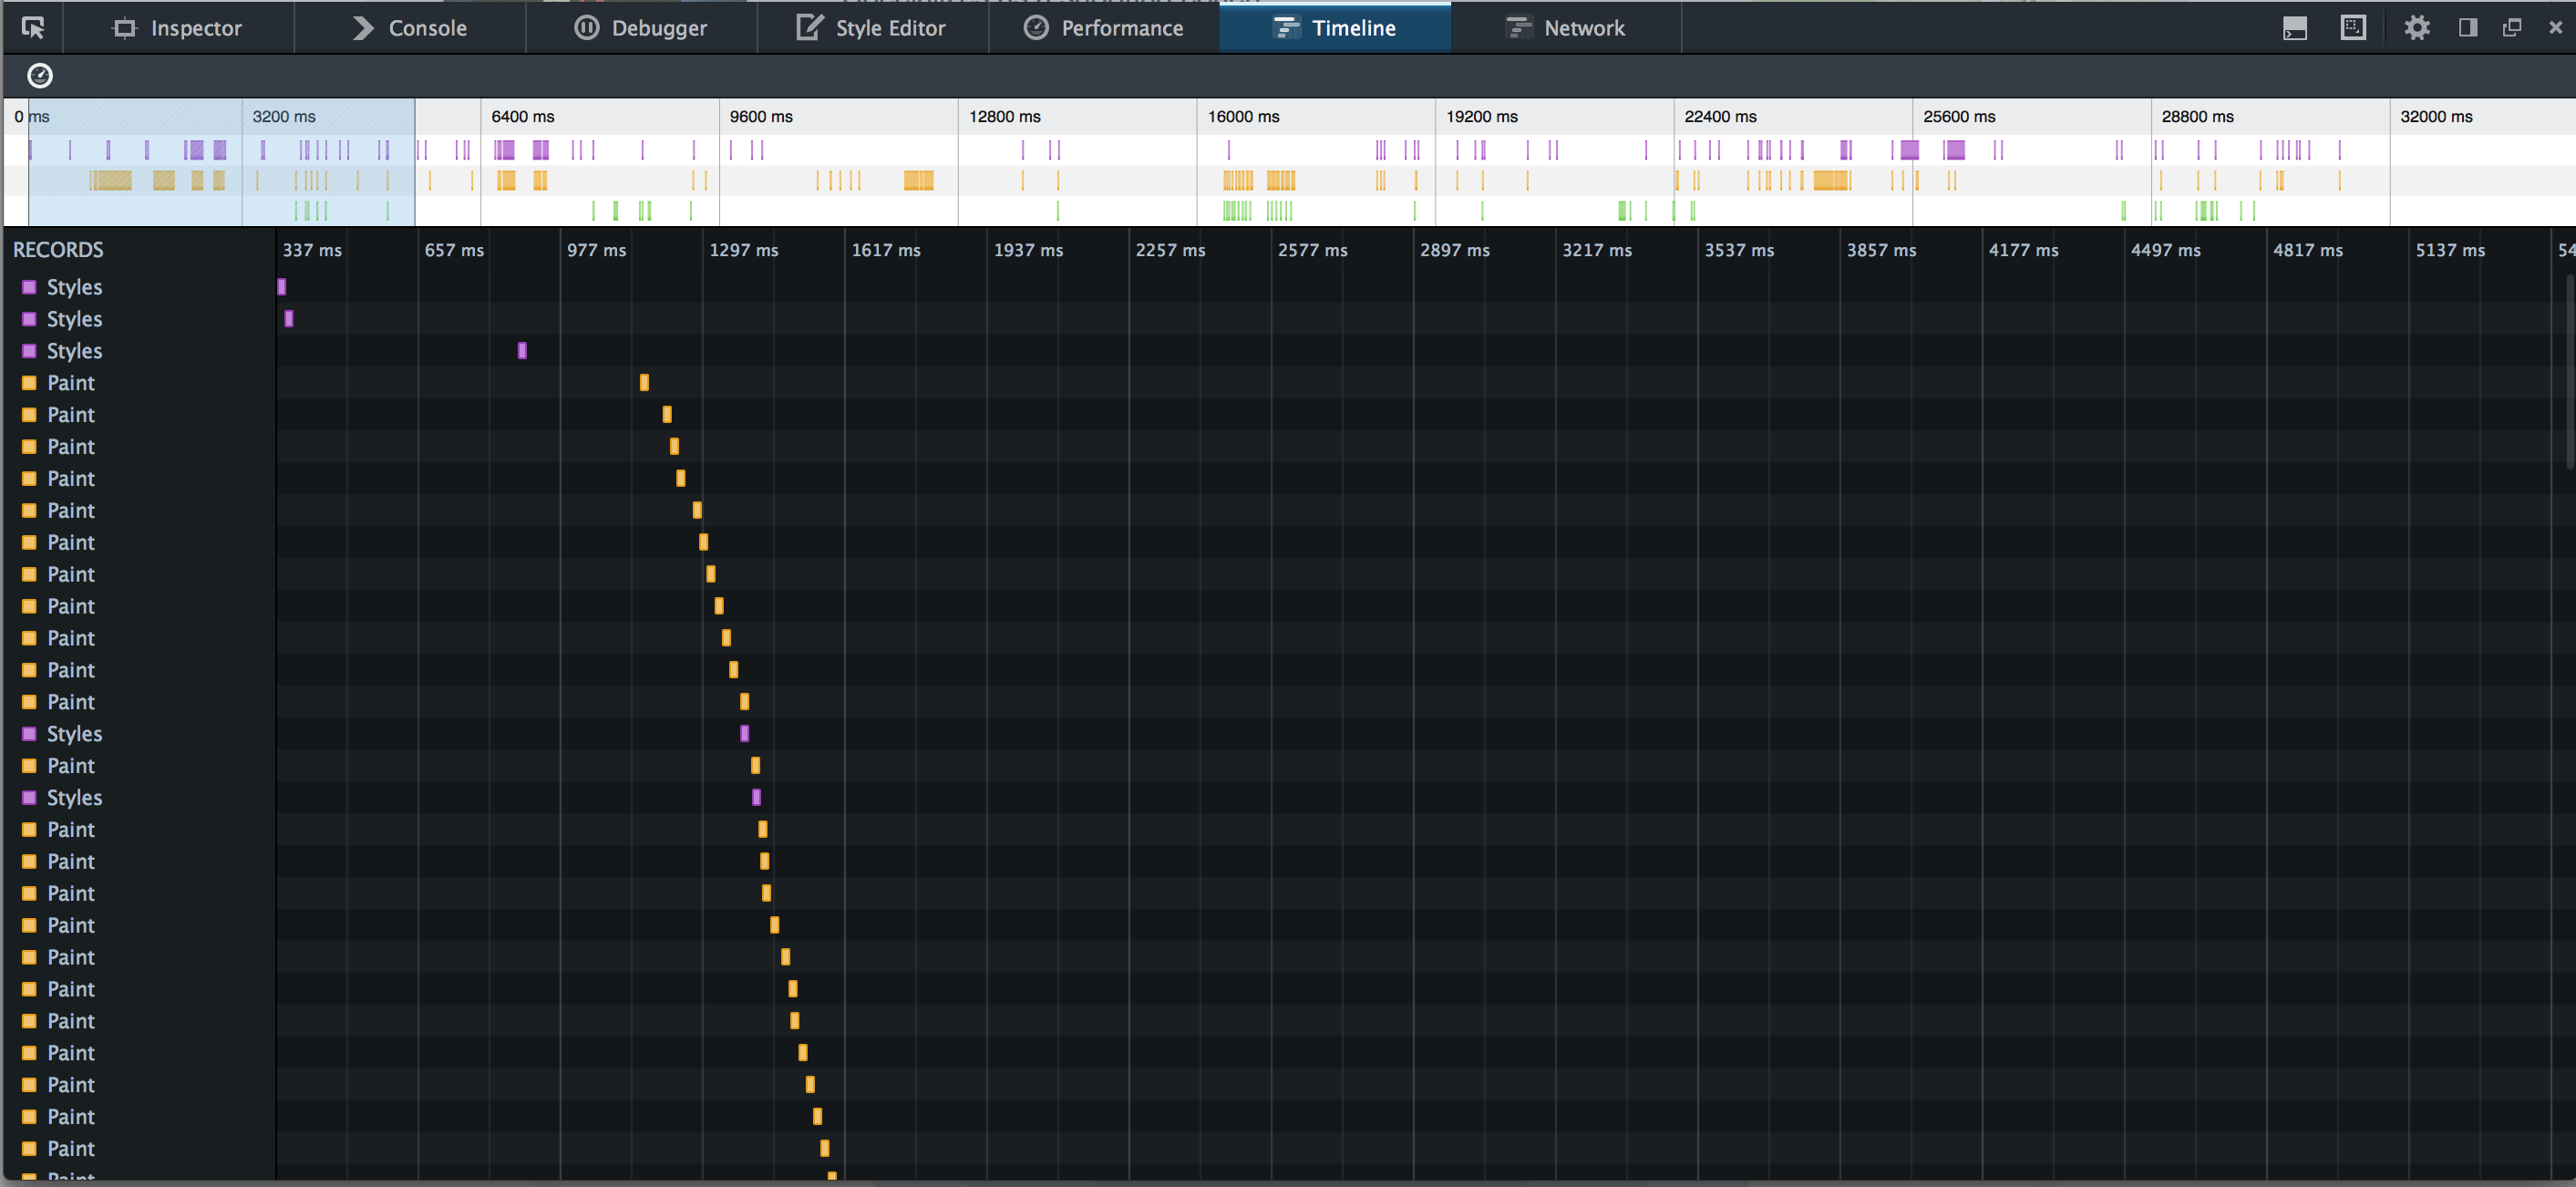 Inspector Console Debugger Style Editor Performance Timeline Network
0 ms 3200 ms 6400 ms 9600 ms 12800 ms 16000 ms 19200 ms 22400 ms 25600 ms 28800 ms 32000 ms
RECORDS 337 ms 657 ms 977 ms 1297 ms 1617 ms 1937 ms 2257 ms 2577 ms 2897 ms 3217 ms 3537 ms 3857 ms 4177 ms 4497 ms 4817 ms 5137 ms 54
Styles
Styles
Styles
Paint
Paint
Paint
Paint
Paint
Paint
Paint
Paint
Paint
Paint
Paint
Styles
Paint
Styles
Paint
Paint
Paint
Paint
Paint
Paint
Paint
Paint
Paint
Paint
Paint
Paint